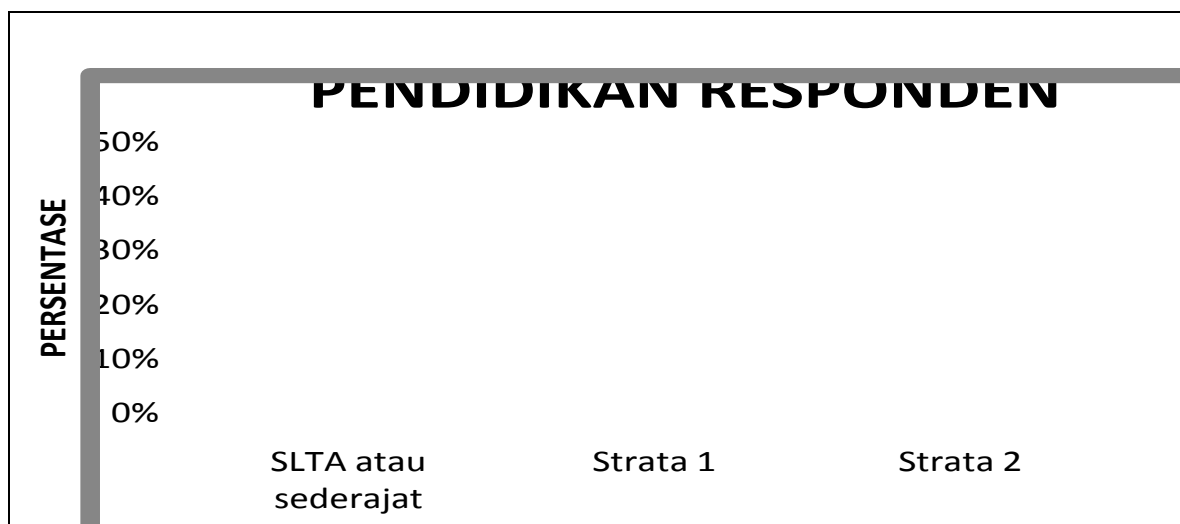 PENDIDIKAN RESPONDEN
50%
40%
30%
20%
10%
0%
PERSENTASE
SLTA atau
sederajat
Strata 1
Strata 2